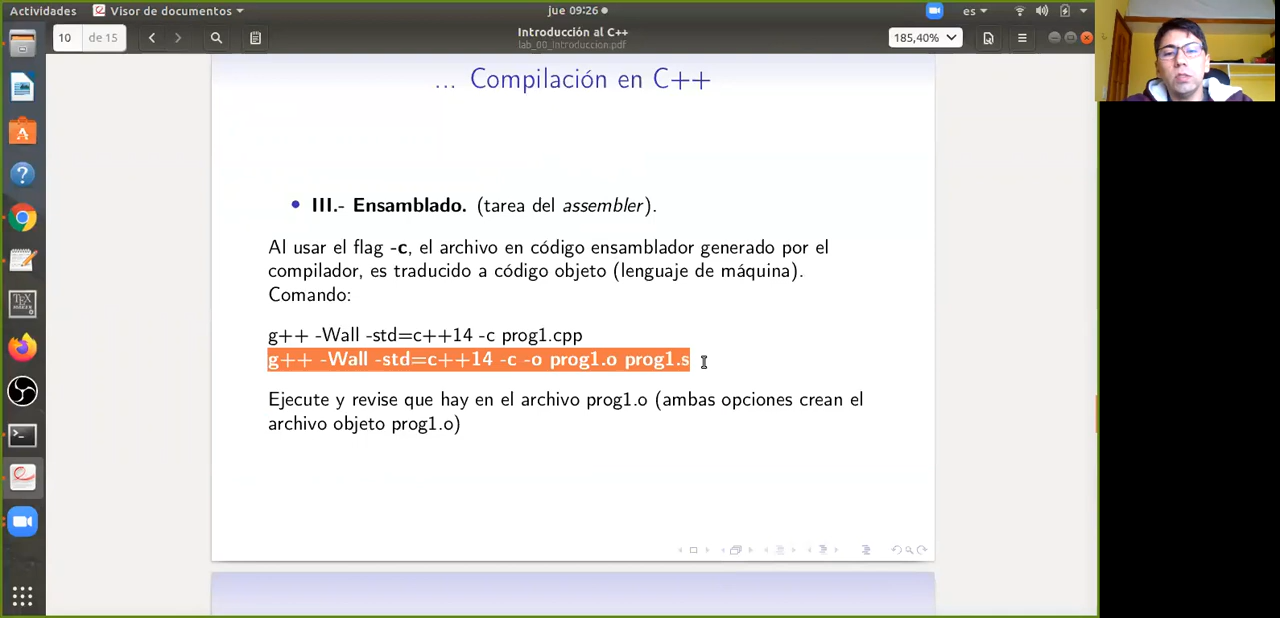 Actividades
Visor de documentos
jue 09:26
es
10
de 15
Introducción al C++
lab_00_Introduccion.pdf
185,40%
... Compilación en C++
III.- Ensamblado. (tarea del assembler).
Al usar el flag -c, el archivo en código ensamblador generado por el
compilador, es traducido a código objeto (lenguaje de máquina).
Comando:
g++ -Wall -std=c++14 -c prog1.cpp
g++ -Wall -std=c++14 -c -o prog1.o prog1.s
Ejecute y revise que hay en el archivo prog1.o (ambas opciones crean el
archivo objeto prog1.o)